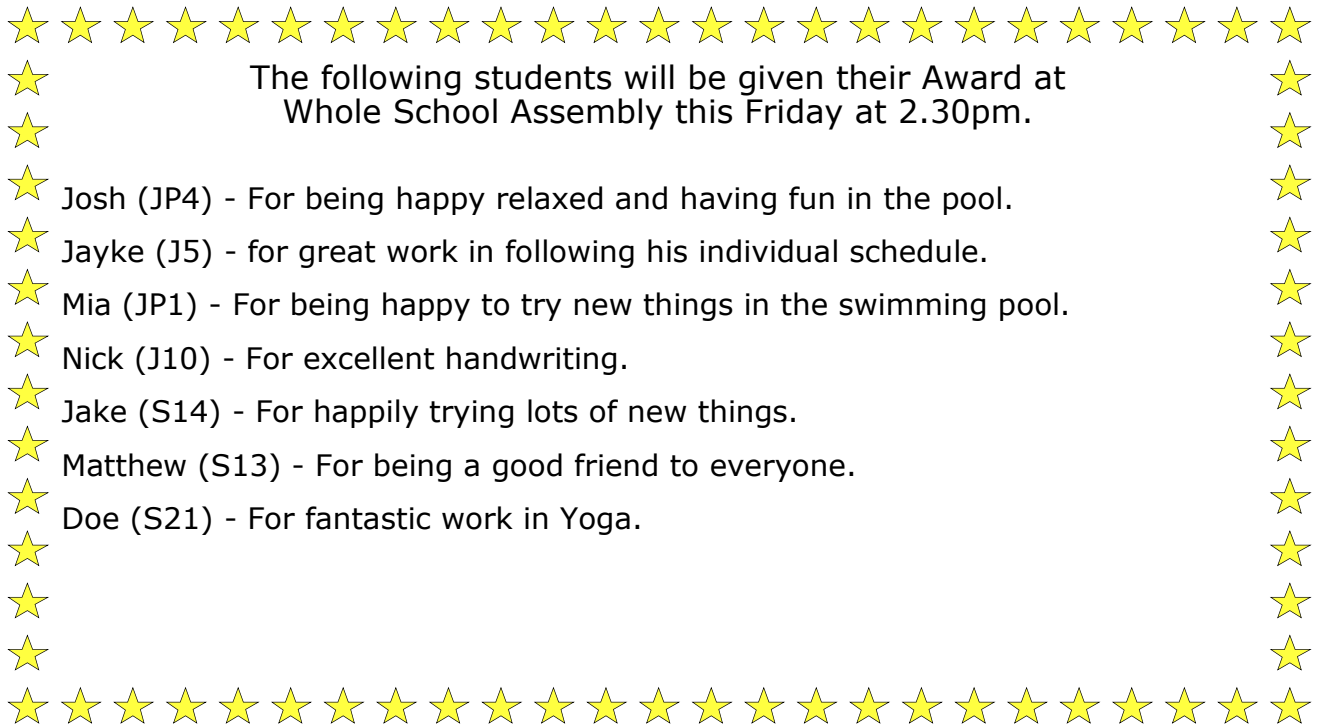 The following students will be given their Award at
Whole School Assembly this Friday at 2.30pm.
Josh (JP4) - For being happy relaxed and having fun in the pool.
Jayke (J5) - for great work in following his individual schedule.
Mia (JP1) - For being happy to try new things in the swimming pool.
Nick (J10) - For excellent handwriting.
Jake (S14) - For happily trying lots of new things.
Matthew (S13) - For being a good friend to everyone.
Doe (S21) - For fantastic work in Yoga.